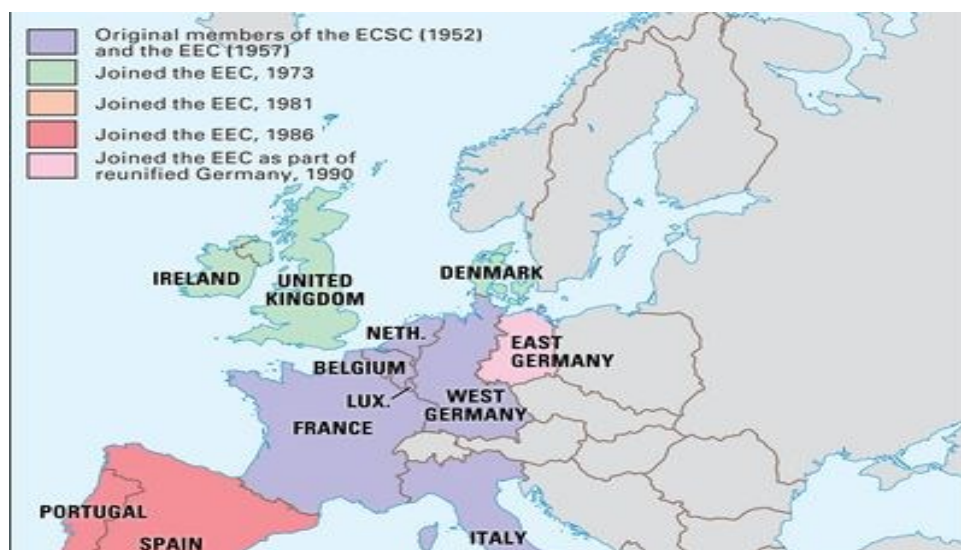 Original members of the ECSC (1952)
and the EEC (1957)
Joined the EEC, 1973
Joined the EEC, 1981
Joined the EEC, 1986
Joined the EEC as part of
reunified Germany, 1990
IRELAND
UNITED
KINGDOM
DENMARK
NETH.
EAST
GERMANY
BELGIUM
LUX.
WEST
GERMANY
FRANCE
PORTUGAL
SPAIN
ITALY